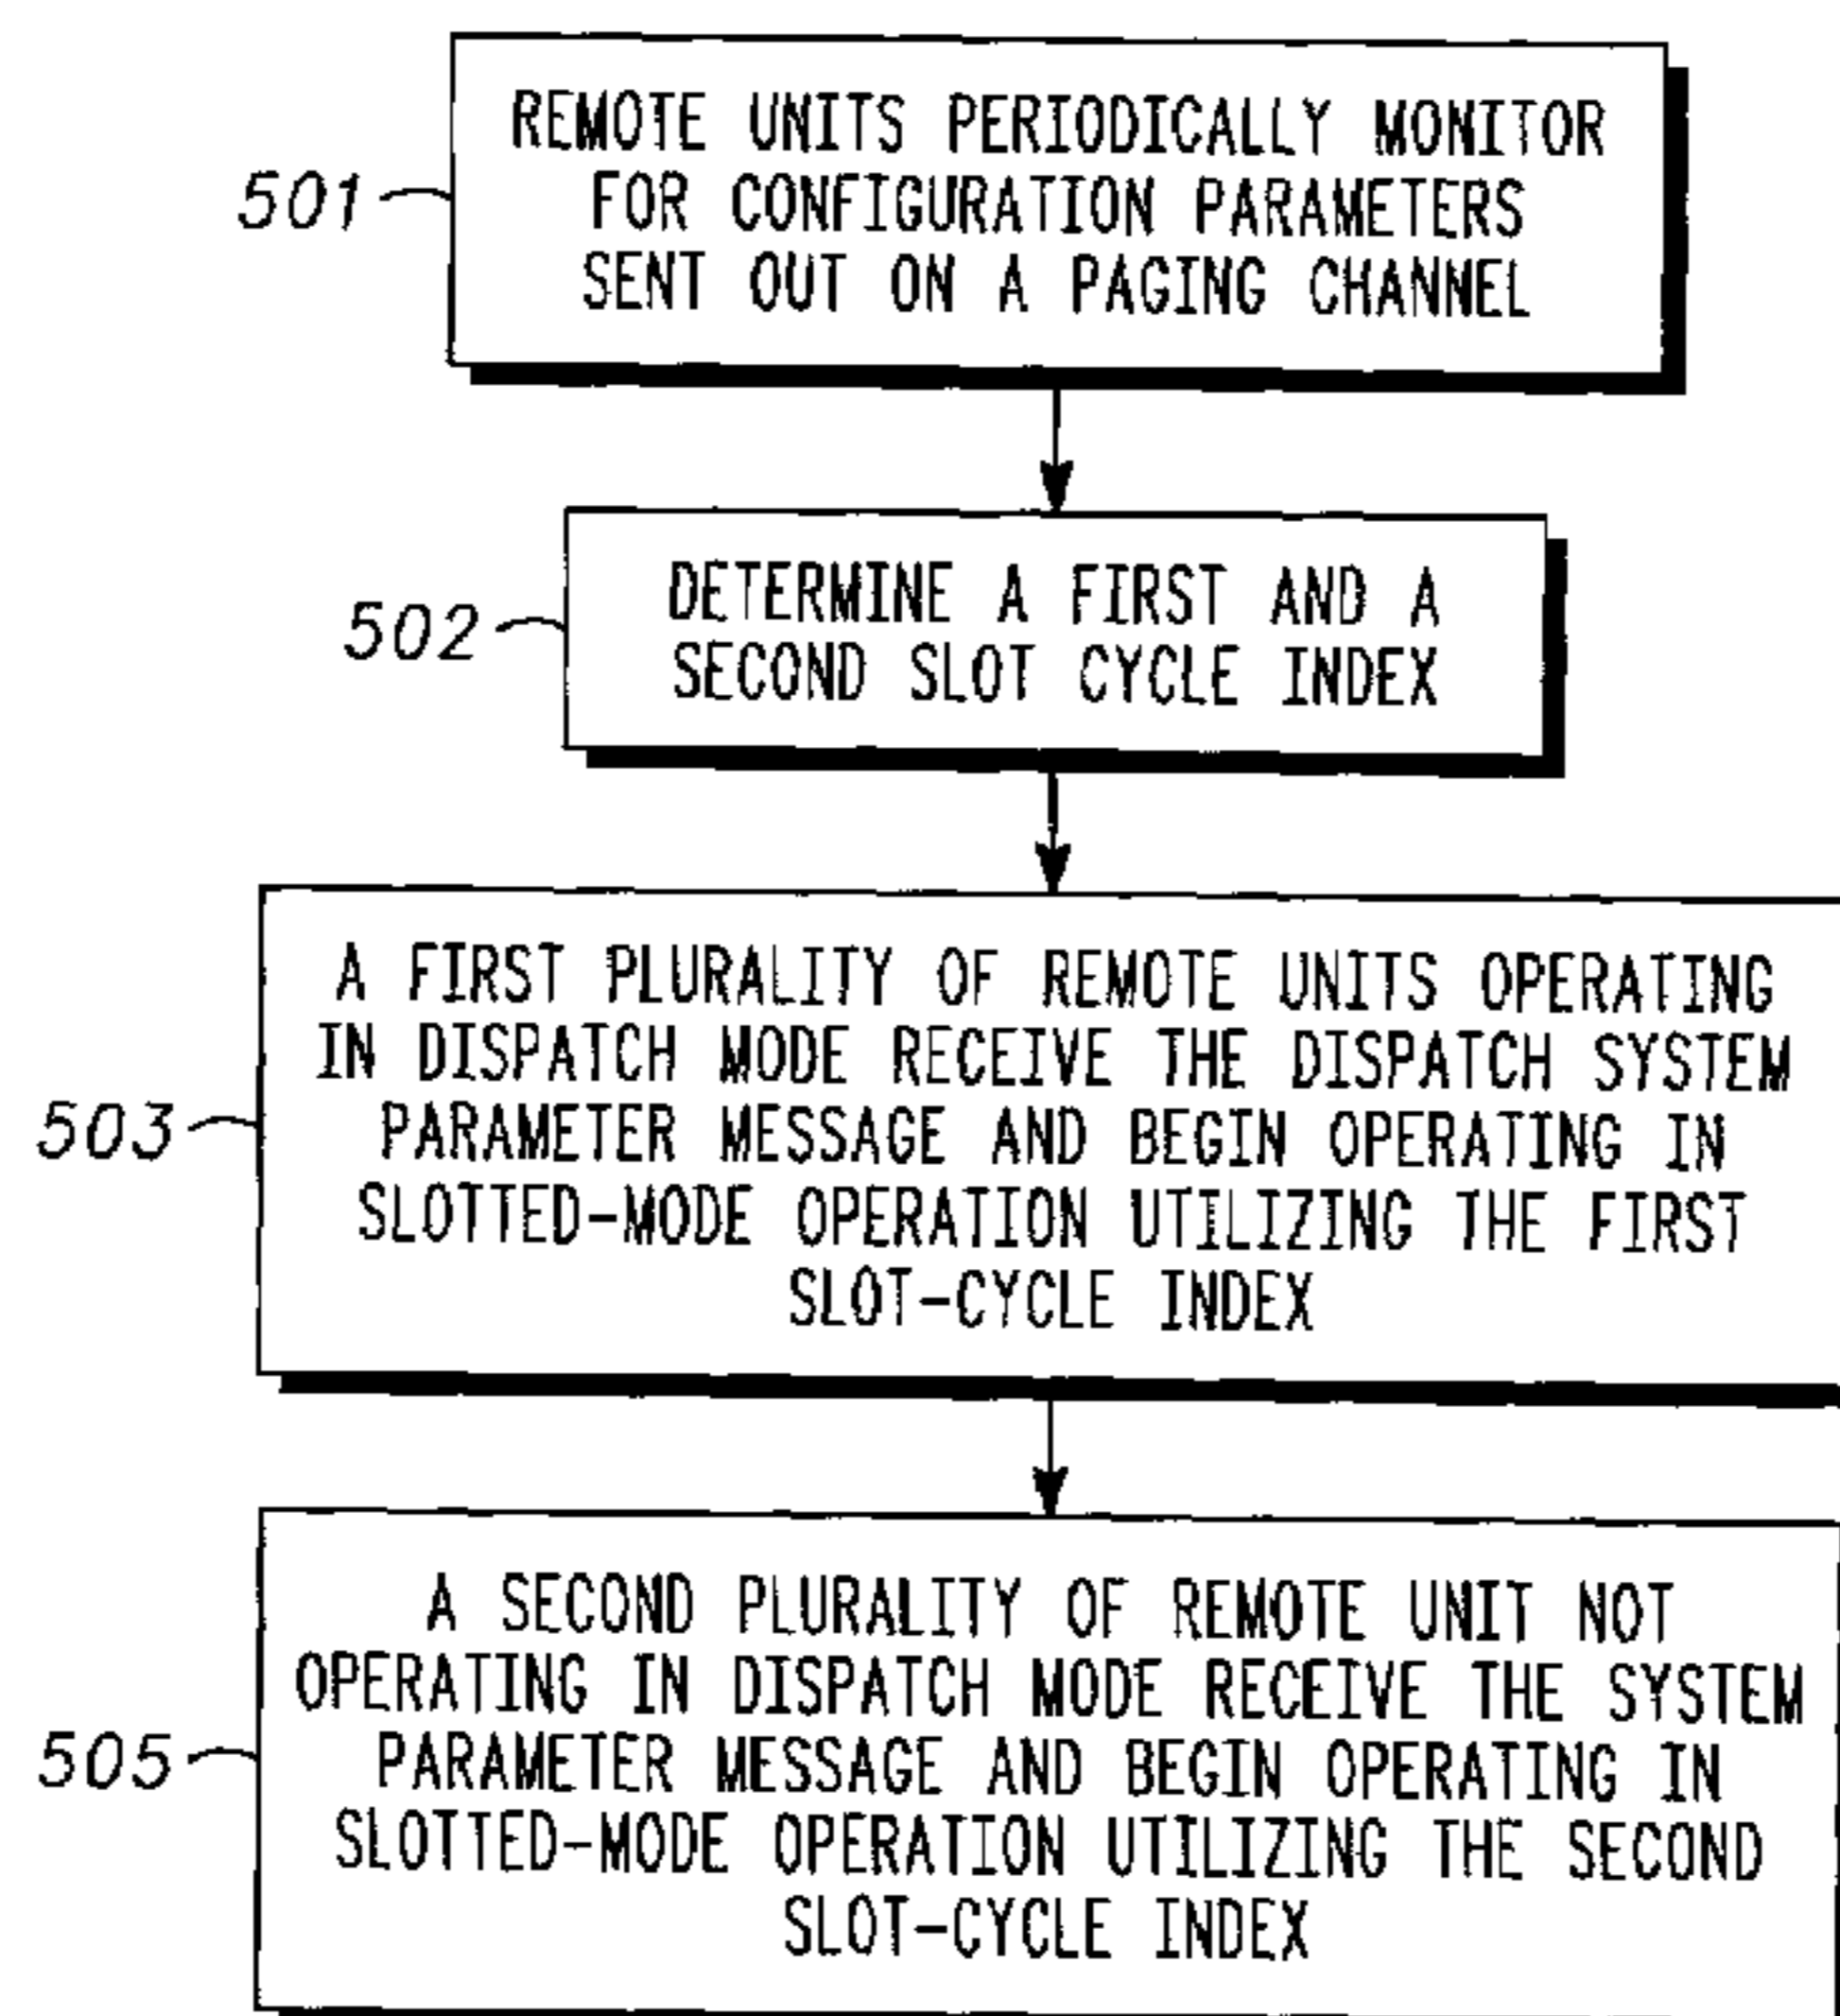 REMOTE UNITS PERIODICALLY MONITOR
FOR CONFIGURATION PARAMETERS
SENT OUT ON A PAGING CHANNEL
501
DETERMINE A FIRST AND A
SECOND SLOT CYCLE INDEX
502
A FIRST PLURALITY OF REMOTE UNITS OPERATING
IN DISPATCH MODE RECEIVE THE DISPATCH SYSTEM
PARAMETER MESSAGE AND BEGIN OPERATING IN
SLOTTED-MODE OPERATION UTILIZING THE FIRST
SLOT-CYCLE INDEX
503
A SECOND PLURALITY OF REMOTE UNIT NOT
OPERATING IN DISPATCH MODE RECEIVE THE SYSTEM
PARAMETER MESSAGE AND BEGIN OPERATING IN
SLOTTED-MODE OPERATION UTILIZING THE SECOND
SLOT-CYCLE INDEX
505